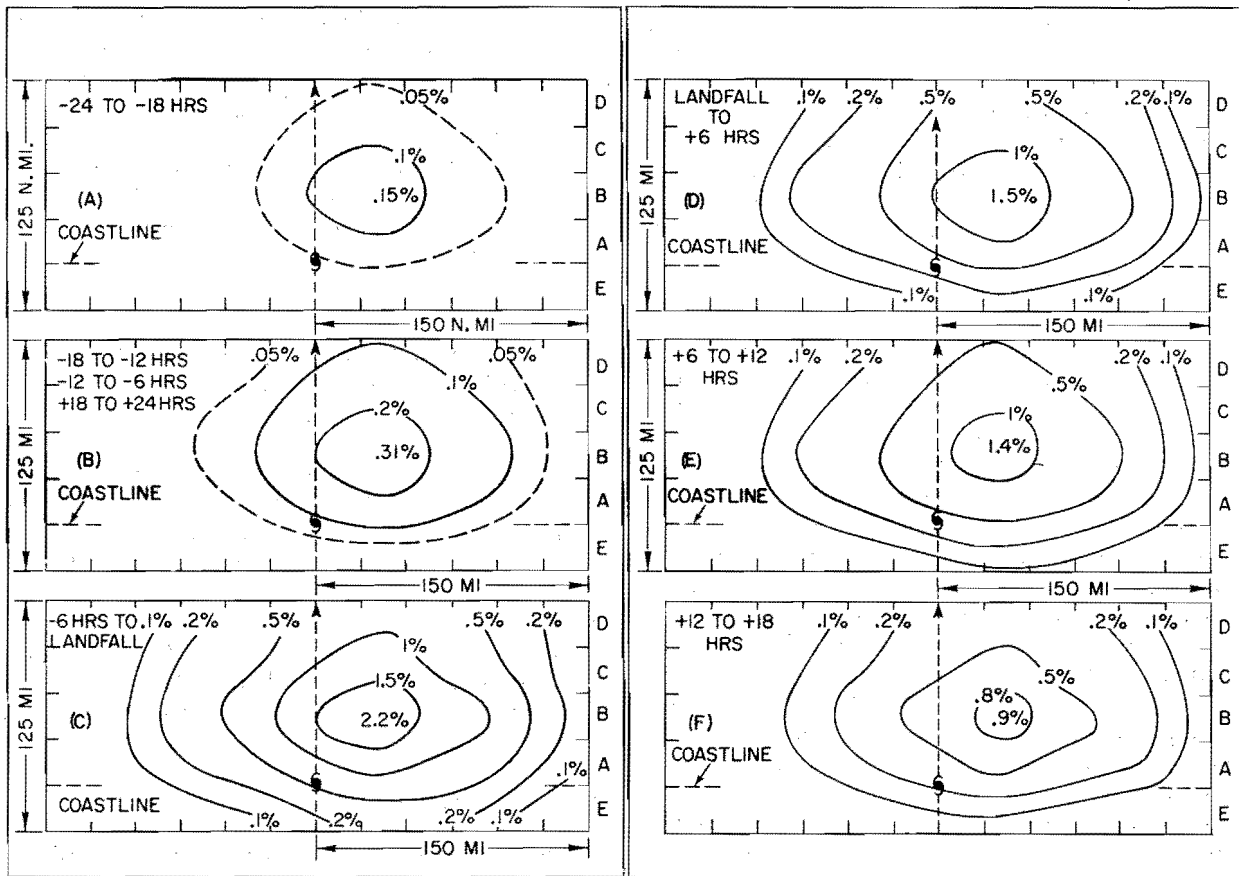 -24 TO -18 HRS
.05%
.1%
.15%
(A)
COASTLINE
125 N. MI.
D
C
B
A
E
150 N. MI
-18 TO -12 HRS
-12 TO -6 HRS
+18 TO +24 HRS
.05%
.05%
.1%
.2%
.31%
(B)
COASTLINE
125 MI
D
C
B
A
E
150 MI
-6 HRS TO
LANDFALL
.1%
.2%
.5%
.5%
.2%
1%
1.5%
2.2%
(C)
COASTLINE
.1%
.1%
.2%
.2%
.1%
125 MI
D
C
B
A
E
150 MI
LANDFALL
TO
+6 HRS
.1%
.2%
.5%
.5%
.2%
.1%
1%
1.5%
(D)
COASTLINE
.1%
.1%
125 MI
D
C
B
A
E
150 MI
+6 TO +12
HRS
.1%
.2%
.2%
.1%
.5%
1%
1.4%
(E)
COASTLINE
125 MI
D
C
B
A
E
150 MI
+12 TO +18
HRS
.1%
.2%
.2%
.1%
.5%
.8%
.9%
(F)
COASTLINE
125 MI
D
C
B
A
E